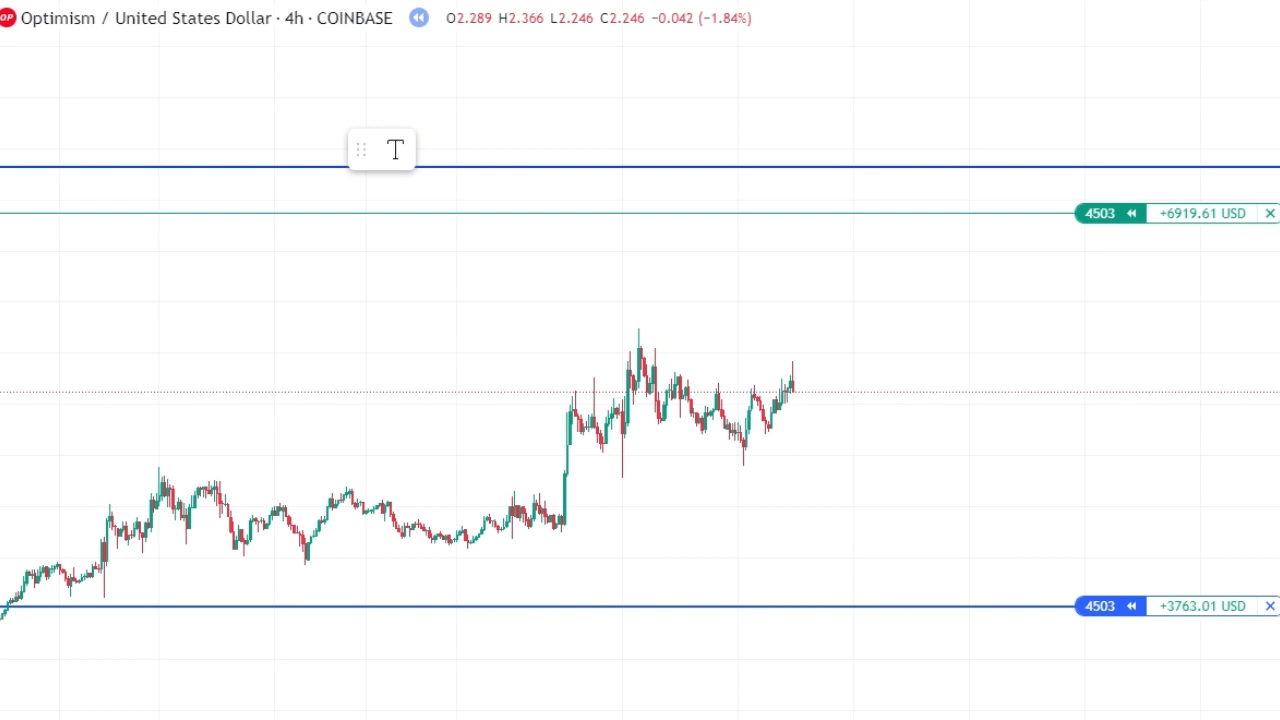 OP Optimism / United States Dollar · 4h · COINBASE O2.289 H2.366 L2.246 C2.246 −0.042 (−1.84%)
T
4503 +6919.61 USD
4503 +3763.01 USD